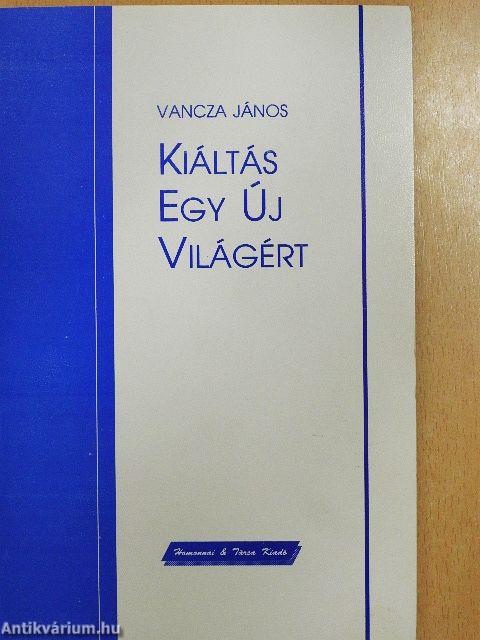 VANCZA JÁNOS
KIÁLTÁS
EGY ÚJ
VILÁGÉRT
Hamonnai & Társa Kiadó
Antikvárium.hu